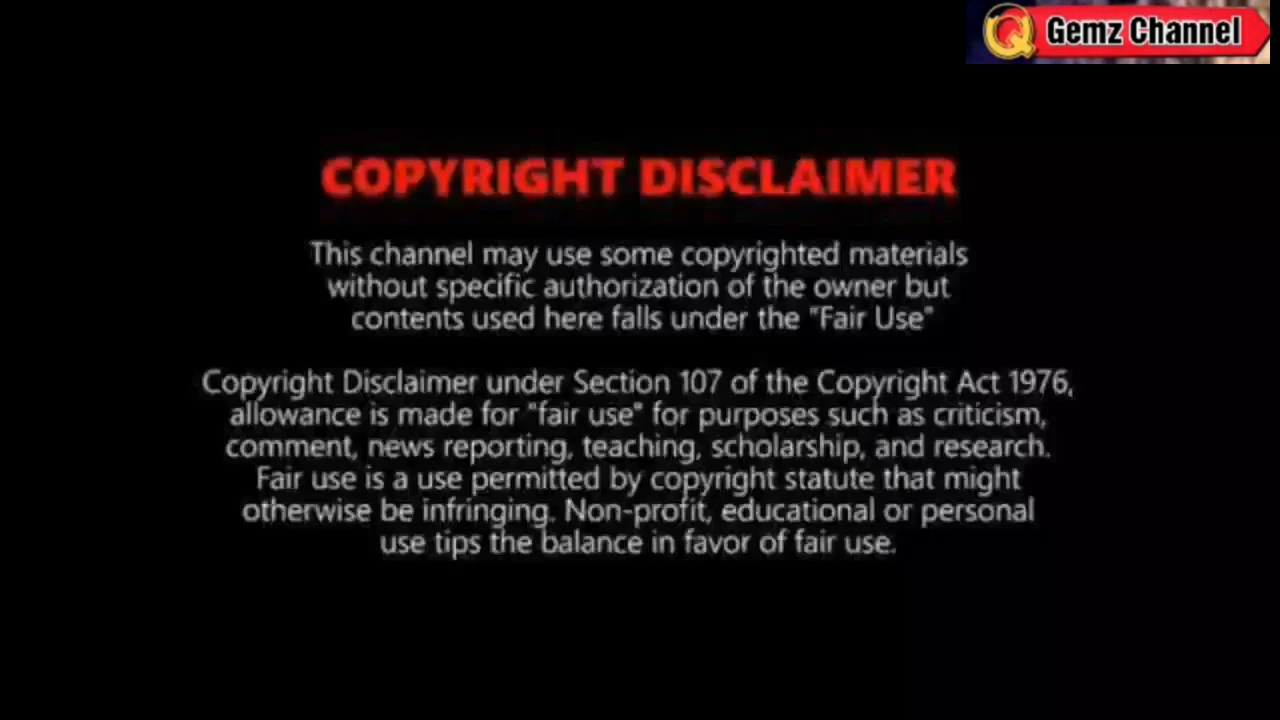 Gemz Channel
COPYRIGHT DISCLAIMER
This channel may use some copyrighted materials
without specific authorization of the owner but
contents used here falls under the "Fair Use"
Copyright Disclaimer under Section 107 of the Copyright Act 1976,
allowance is made for "fair use" for purposes such as criticism,
comment, news reporting, teaching, scholarship, and research.
Fair use is a use permitted by copyright statute that might
otherwise be infringing. Non-profit, educational or personal
use tips the balance in favor of fair use.